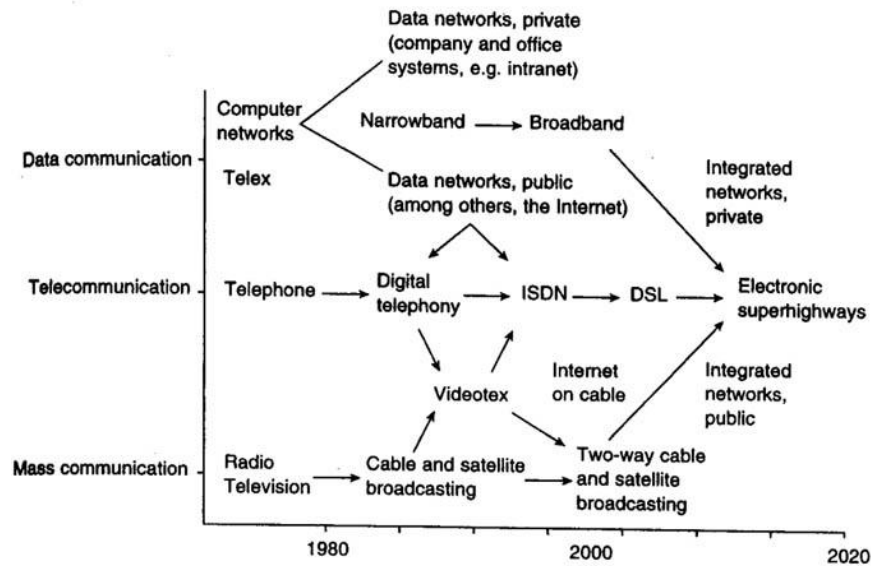 Data networks, private
(company and office
systems, e.g. intranet)
Computer
networks
Narrowband
Broadband
Data communication
Telex
Data networks, public
(among others, the Internet)
Integrated
networks,
private
Telecommunication
Telephone
Digital
telephony
ISDN
DSL
Electronic
superhighways
Videotex
Internet
on cable
Integrated
networks,
public
Mass communication
Radio
Television
Cable and satellite
broadcasting
Two-way cable
and satellite
broadcasting
1980
2000
2020